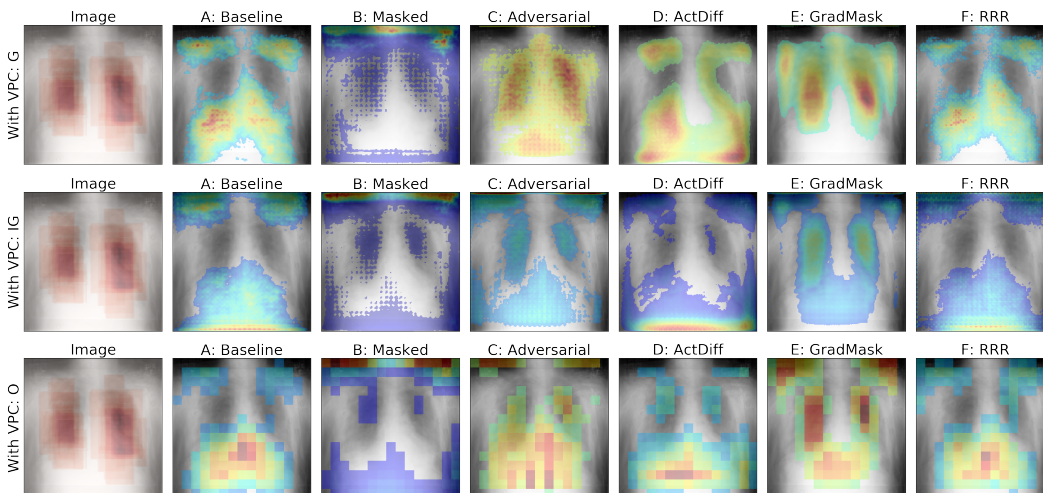 Image A: Baseline B: Masked C: Adversarial D: ActDiff E: GradMask F: RRR
With VPC: G
Image A: Baseline B: Masked C: Adversarial D: ActDiff E: GradMask F: RRR
With VPC: IG
Image A: Baseline B: Masked C: Adversarial D: ActDiff E: GradMask F: RRR
With VPC: O